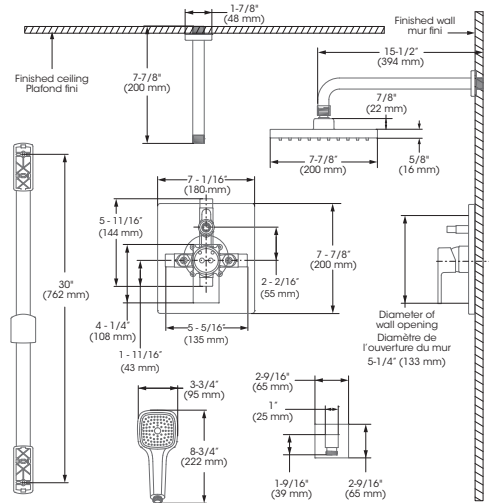 1-7/8"
(48 mm)
Finished ceiling
Plafond fini
7-7/8"
(200 mm)
Finished wall
mur fini
15-1/2"
(394 mm)
7/8"
(22 mm)
7-7/8"
(200 mm)
5/8"
(16 mm)
30"
(762 mm)
7 - 1/16"
(180 mm)
5 - 11/16"
(144 mm)
7 - 7/8"
(200 mm)
2 - 2/16"
(55 mm)
4 - 1/4"
(108 mm)
5 - 5/16"
(135 mm)
1 - 11/16"
(43 mm)
Diameter of
wall opening
Diamètre de
l'ouverture du mur
5-1/4" (133 mm)
3-3/4"
(95 mm)
8-3/4"
(222 mm)
2-9/16"
(65 mm)
1"
(25 mm)
1-9/16"
(39 mm)
2-9/16"
(65 mm)